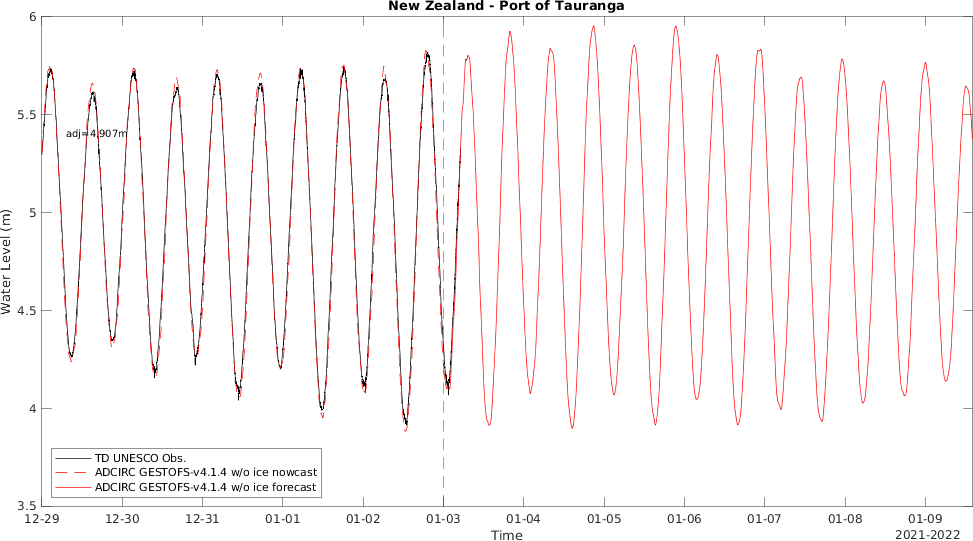 New Zealand - Port of Tauranga
6
5.5
5
4.5
4
3.5
Water Level (m)
adj=4.907m
TD UNESCO Obs.
ADCIRC GESTOFS-v4.1.4 w/o ice nowcast
ADCIRC GESTOFS-v4.1.4 w/o ice forecast
12-29 12-30 12-31 01-01 01-02 01-03 01-04 01-05 01-06 01-07 01-08 01-09
Time
2021-2022